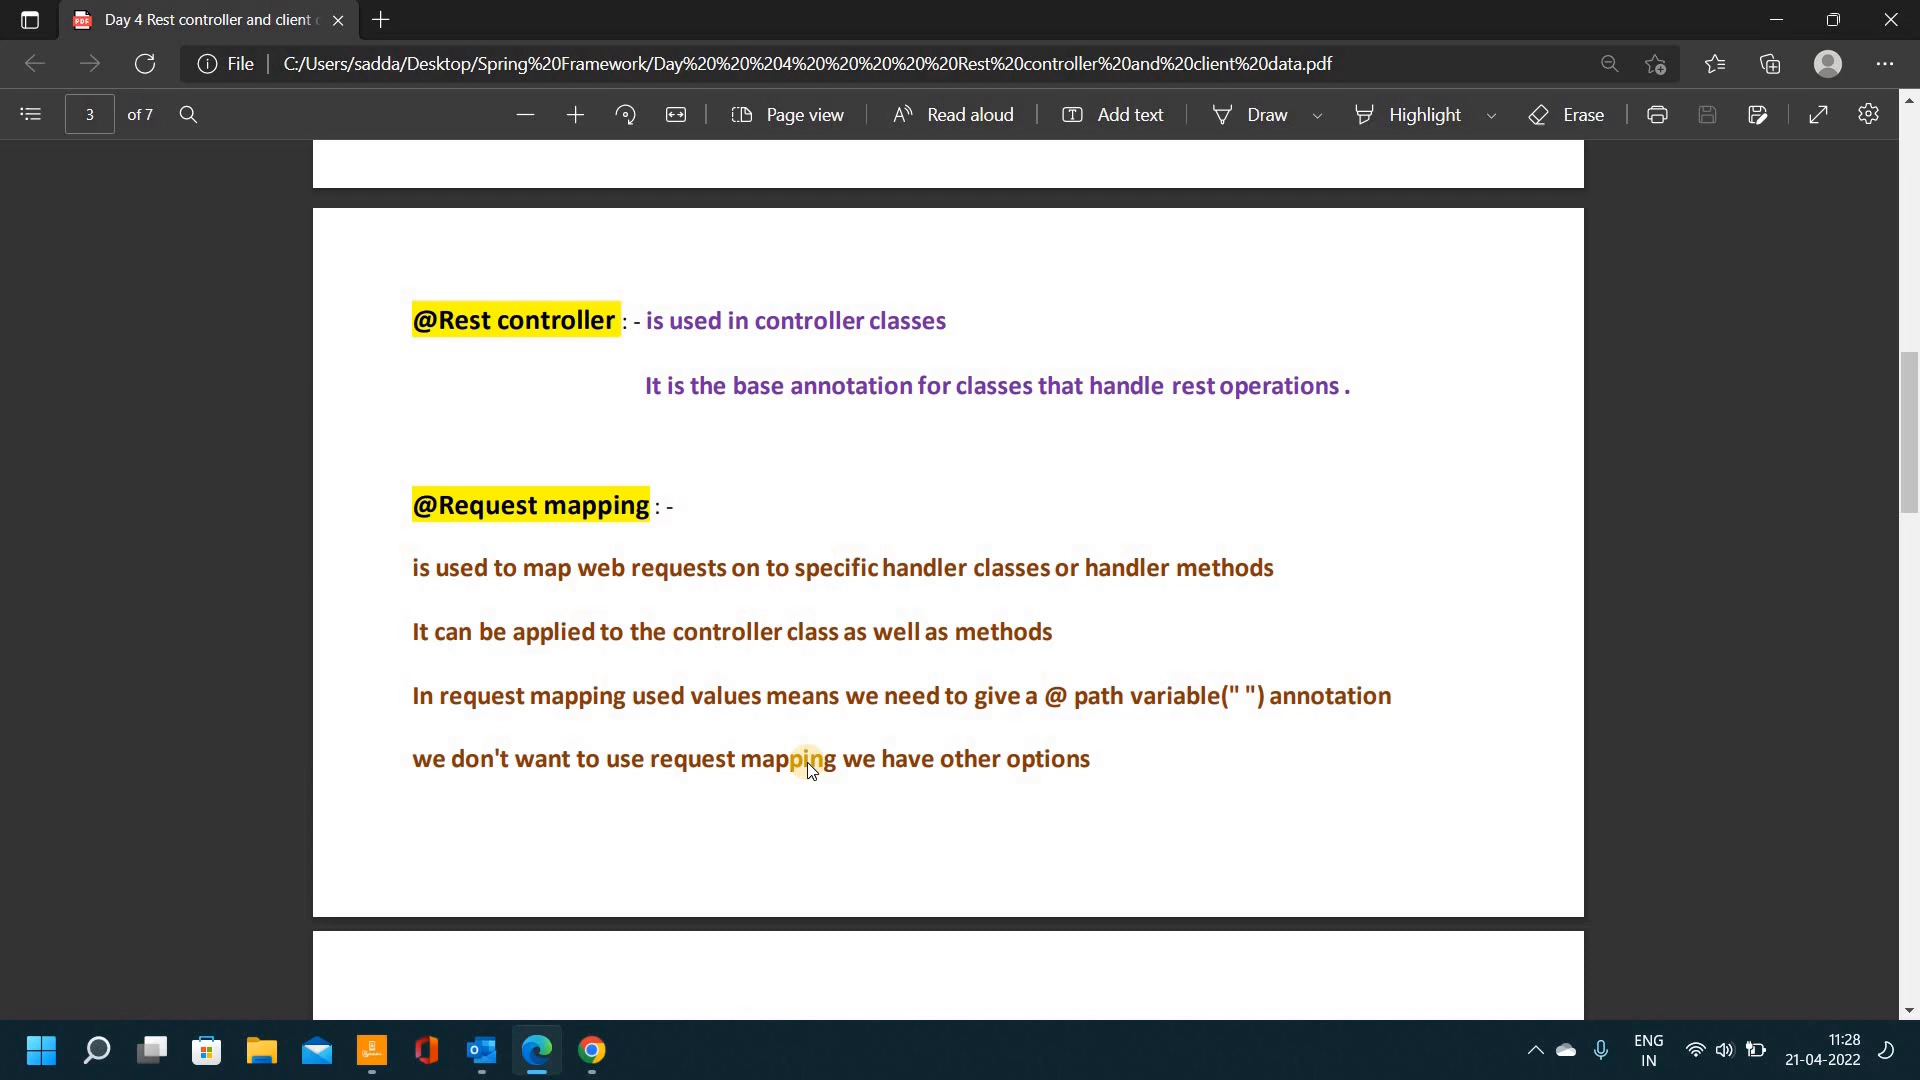 Day 4 Rest controller and client
File
C:/Users/sadda/Desktop/Spring%20Framework/Day%20%20%204%20%20%20%20%20Rest%20controller%20and%20client%20data.pdf
3 of 7
Page view
Read aloud
Add text
Draw
Highlight
Erase
@Rest controller : - is used in controller classes
It is the base annotation for classes that handle rest operations .
@Request mapping : -
is used to map web requests on to specific handler classes or handler methods
It can be applied to the controller class as well as methods
In request mapping used values means we need to give a @ path variable(" ") annotation
we don't want to use request mapping we have other options
ENG
IN
11:28
21-04-2022